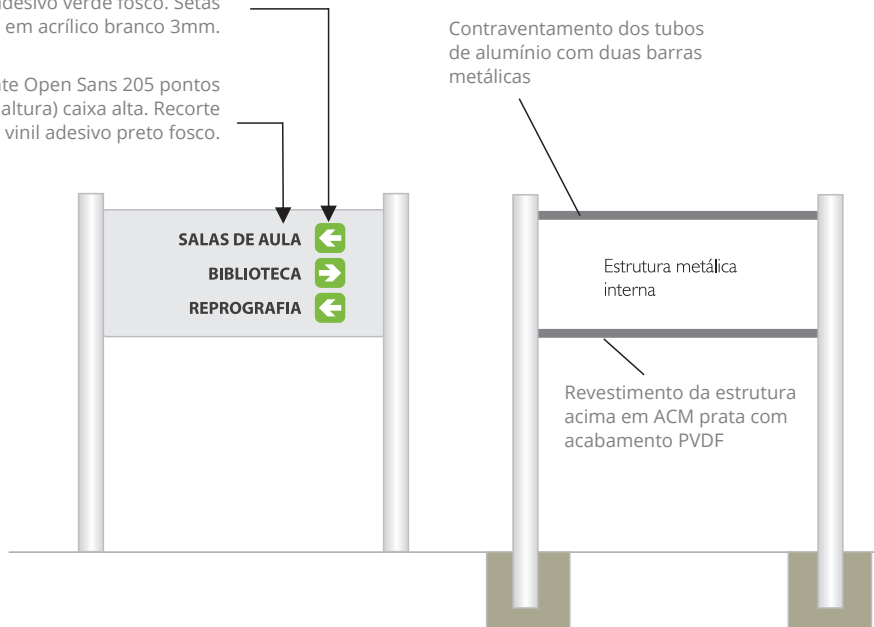 adesivo verde fosco. Setas
em acrílico branco 3mm.
Open Sans 205 pontos
altura) caixa alta. Recorte
vinil adesivo preto fosco.
Contraventamento dos tubos
de alumínio com duas barras
metálicas
SALAS DE AULA
BIBLIOTECA
REPROGRAFIA
Estrutura metálica
interna
Revestimento da estrutura
acima em ACM prata com
acabamento PVDF